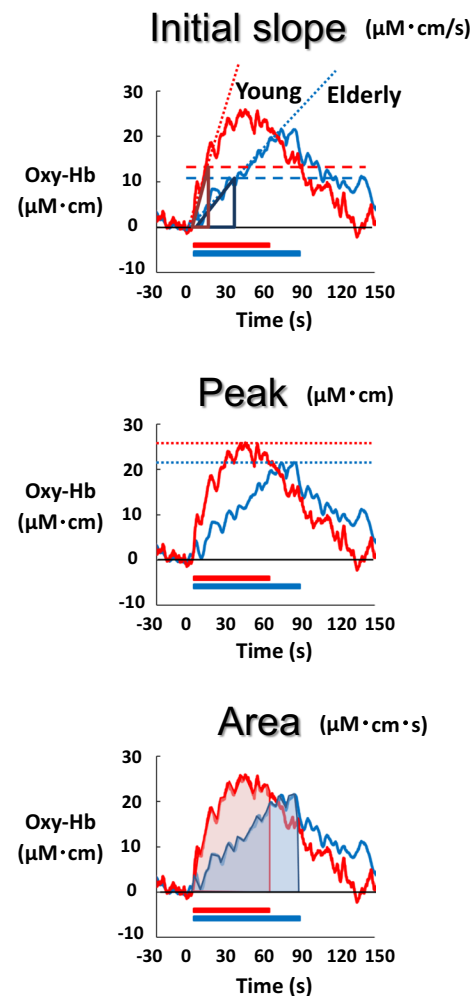 Initial slope (μM･cm/s)
Young Elderly
30
20
Oxy-Hb
(μM･cm)
10
0
-10
-30 0 30 60 90 120 150
Time (s)
Peak (μM･cm)
30
20
Oxy-Hb
(μM･cm)
10
0
-10
-30 0 30 60 90 120 150
Time (s)
Area (μM･cm･s)
30
20
Oxy-Hb
(μM･cm)
10
0
-10
-30 0 30 60 90 120 150
Time (s)